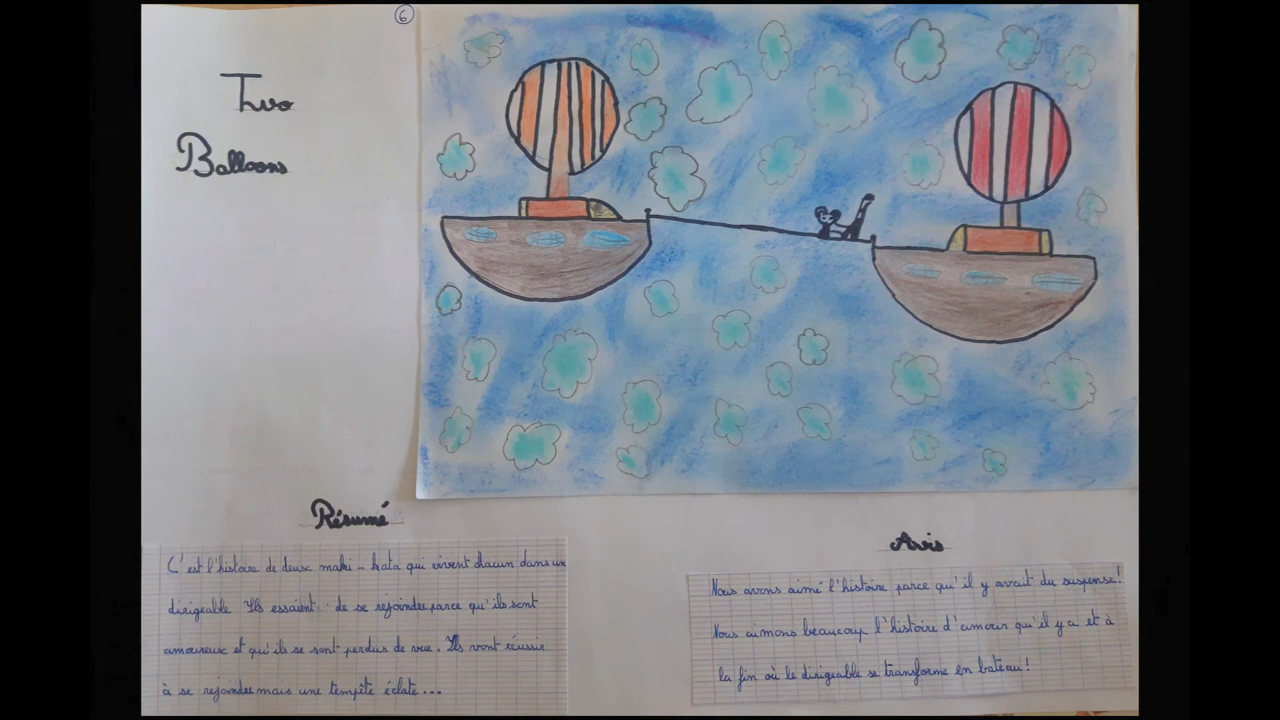 6
Two
Balloons
Résumé
C'est l'histoire de deux maki - kata qui vivent chacun dans un
dirigeable Ils essaient de se rejoindre parce qu'ils sont
amoureux et qu'ils se sont perdus de vue. Ils vont réussir
à se rejoindre mais une tempête éclate...
Avis
Nous avons aimé l'histoire parce qu'il y avait du suspense!
Nous aimons beaucoup l'histoire d'amour qu'il y a et à
la fin où le dirigeable se transforme en bateau!